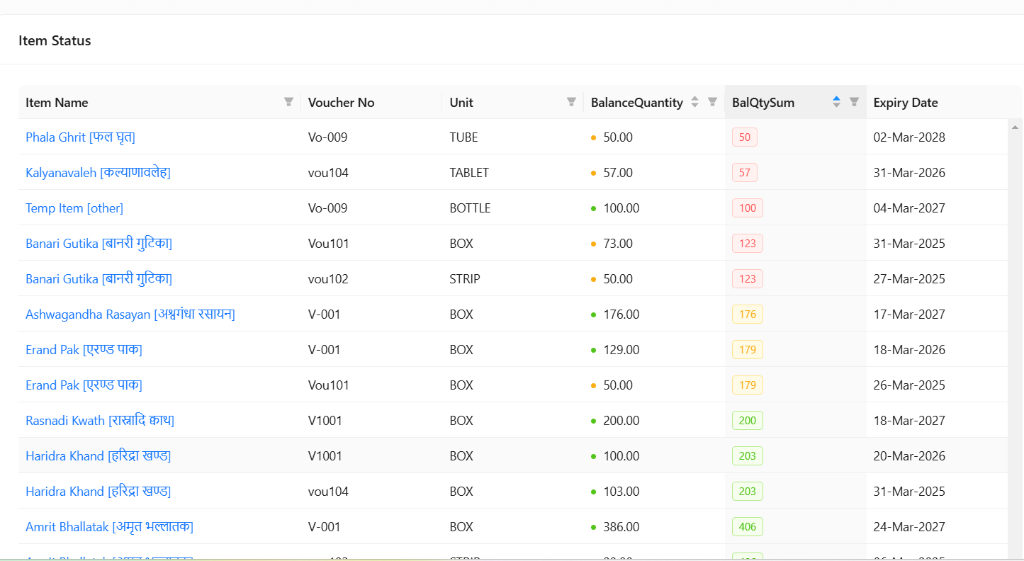 Item Status
Item Name Voucher No Unit BalanceQuantity BalQtySum Expiry Date
Phala Ghrit [फल घृत] Vo-009 TUBE 50.00 50 02-Mar-2028
Kalyanavaleh [कल्याणावलेह] vou104 TABLET 57.00 57 31-Mar-2026
Temp Item [other] Vo-009 BOTTLE 100.00 100 04-Mar-2027
Banari Gutika [बानरी गुटिका] Vou101 BOX 73.00 123 31-Mar-2025
Banari Gutika [बानरी गुटिका] vou102 STRIP 50.00 123 27-Mar-2025
Ashwagandha Rasayan [अश्वगंधा रसायन] V-001 BOX 176.00 176 17-Mar-2027
Erand Pak [एरण्ड पाक] V-001 BOX 129.00 179 18-Mar-2026
Erand Pak [एरण्ड पाक] Vou101 BOX 50.00 179 26-Mar-2025
Rasnadi Kwath [रास्नादि क्वाथ] V1001 BOX 200.00 200 18-Mar-2027
Haridra Khand [हरिद्रा खण्ड] V1001 BOX 100.00 203 20-Mar-2026
Haridra Khand [हरिद्रा खण्ड] vou104 BOX 103.00 203 31-Mar-2025
Amrit Bhallatak [अमृत भल्लातक] V-001 BOX 386.00 406 24-Mar-2027